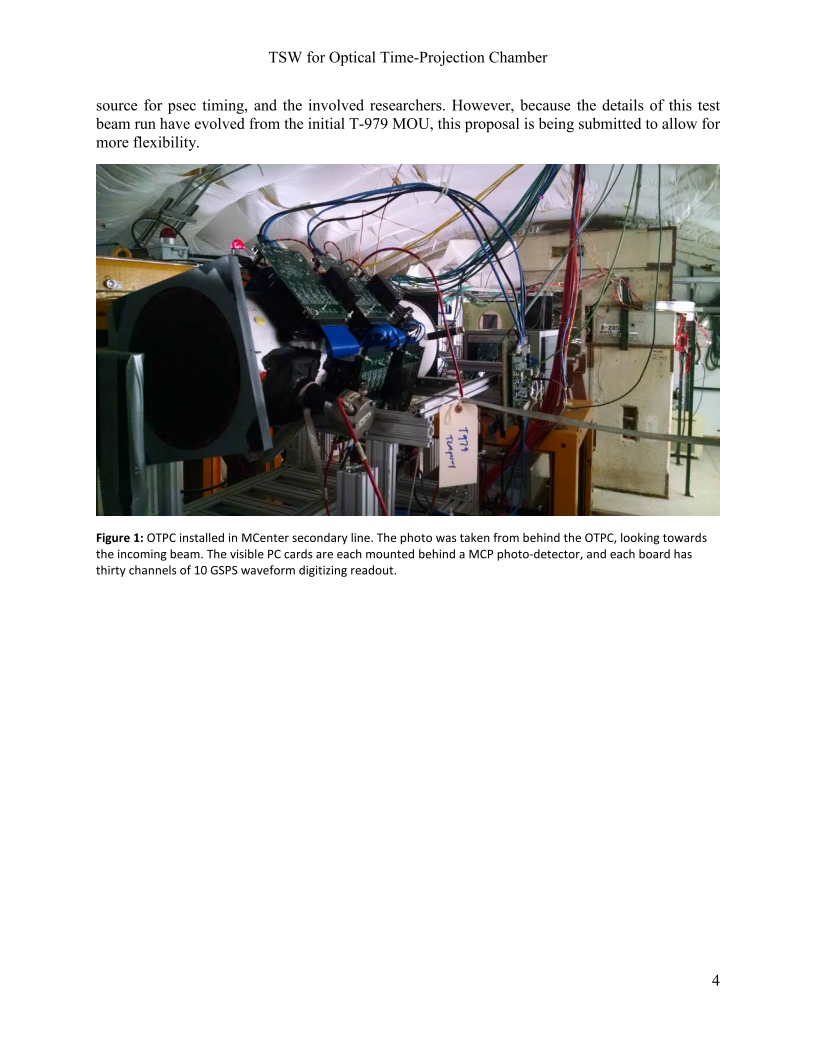 TSW for Optical Time-Projection Chamber
source for psec timing, and the involved researchers. However, because the details of this test
beam run have evolved from the initial T-979 MOU, this proposal is being submitted to allow for
more flexibility.
T979
Figure 1: OTPC installed in MCenter secondary line. The photo was taken from behind the OTPC, looking towards
the incoming beam. The visible PC cards are each mounted behind a MCP photo-detector, and each board has
thirty channels of 10 GSPS waveform digitizing readout.
4